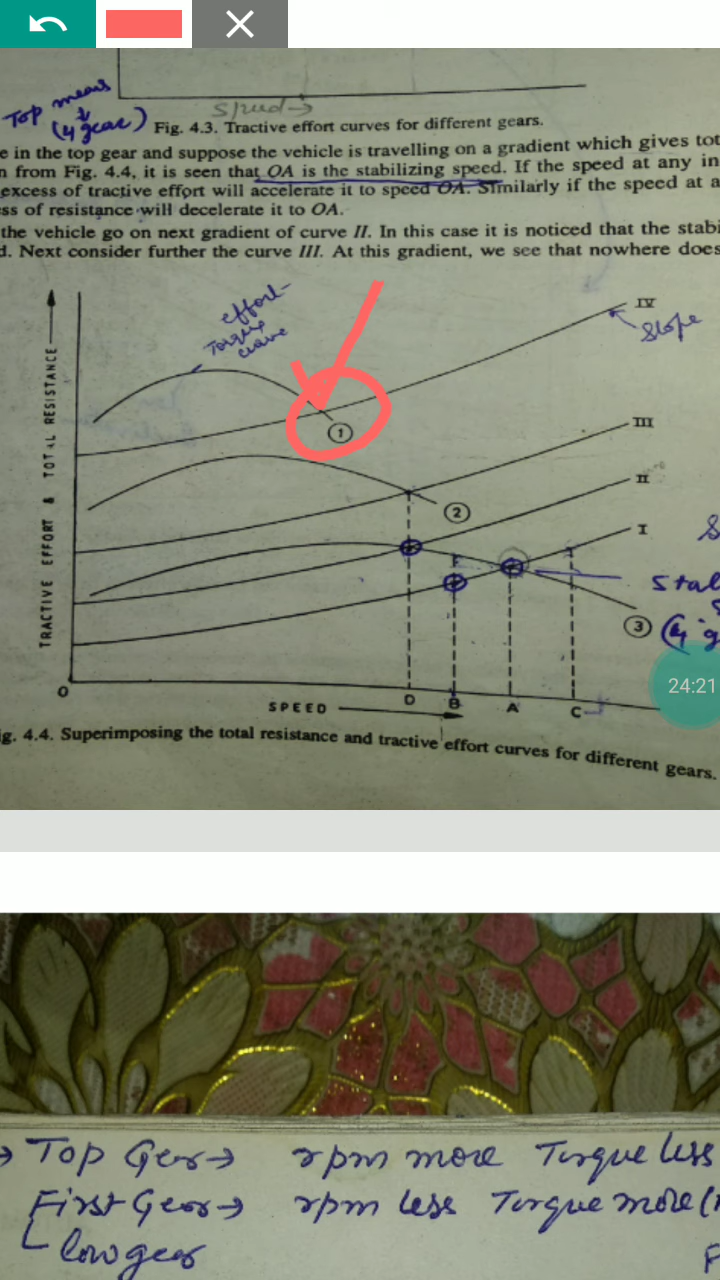 Top means
(4 gear)
Speed →
Fig. 4.3. Tractive effort curves for different gears.
e in the top gear and suppose the vehicle is travelling on a gradient which gives tot
n from Fig. 4.4, it is seen that OA is the stabilizing speed. If the speed at any in
excess of tractive effort will accelerate it to speed OA. Similarly if the speed at a
ss of resistance will decelerate it to OA.
the vehicle go on next gradient of curve II. In this case it is noticed that the stabi
d. Next consider further the curve III. At this gradient, we see that nowhere does
effort-
Torque
curve
IV
Slope
1
III
II
2
I
S
F
Stal
3
(4 g
TRACTIVE EFFORT & TOTAL RESISTANCE
24:21
O
D B A C
SPEED
ig. 4.4. Superimposing the total resistance and tractive effort curves for different gears.
→ Top Gear → rpm more Torque less
First Gear → rpm less Torque more (
low gear
F